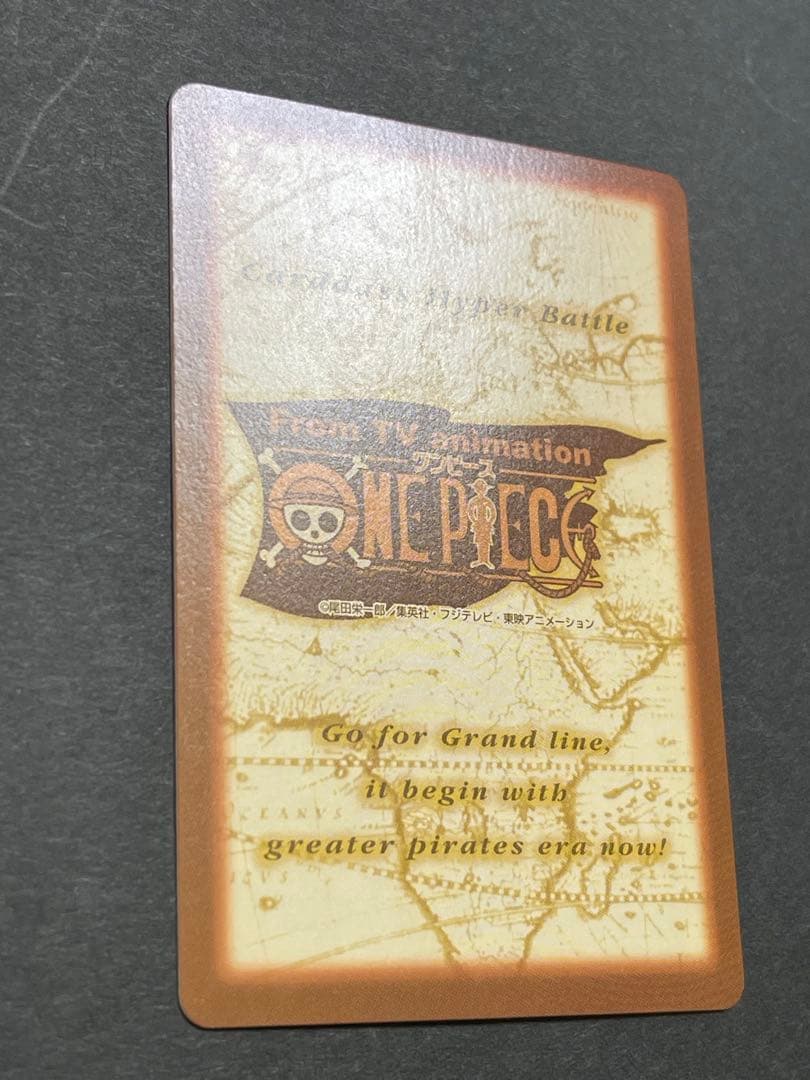 Carddass Hyper Battle
From TV animation
ワンピース
ONE PIECE
©尾田栄一郎／集英社・フジテレビ・東映アニメーション
Go for Grand line,
it begin with
greater pirates era now!